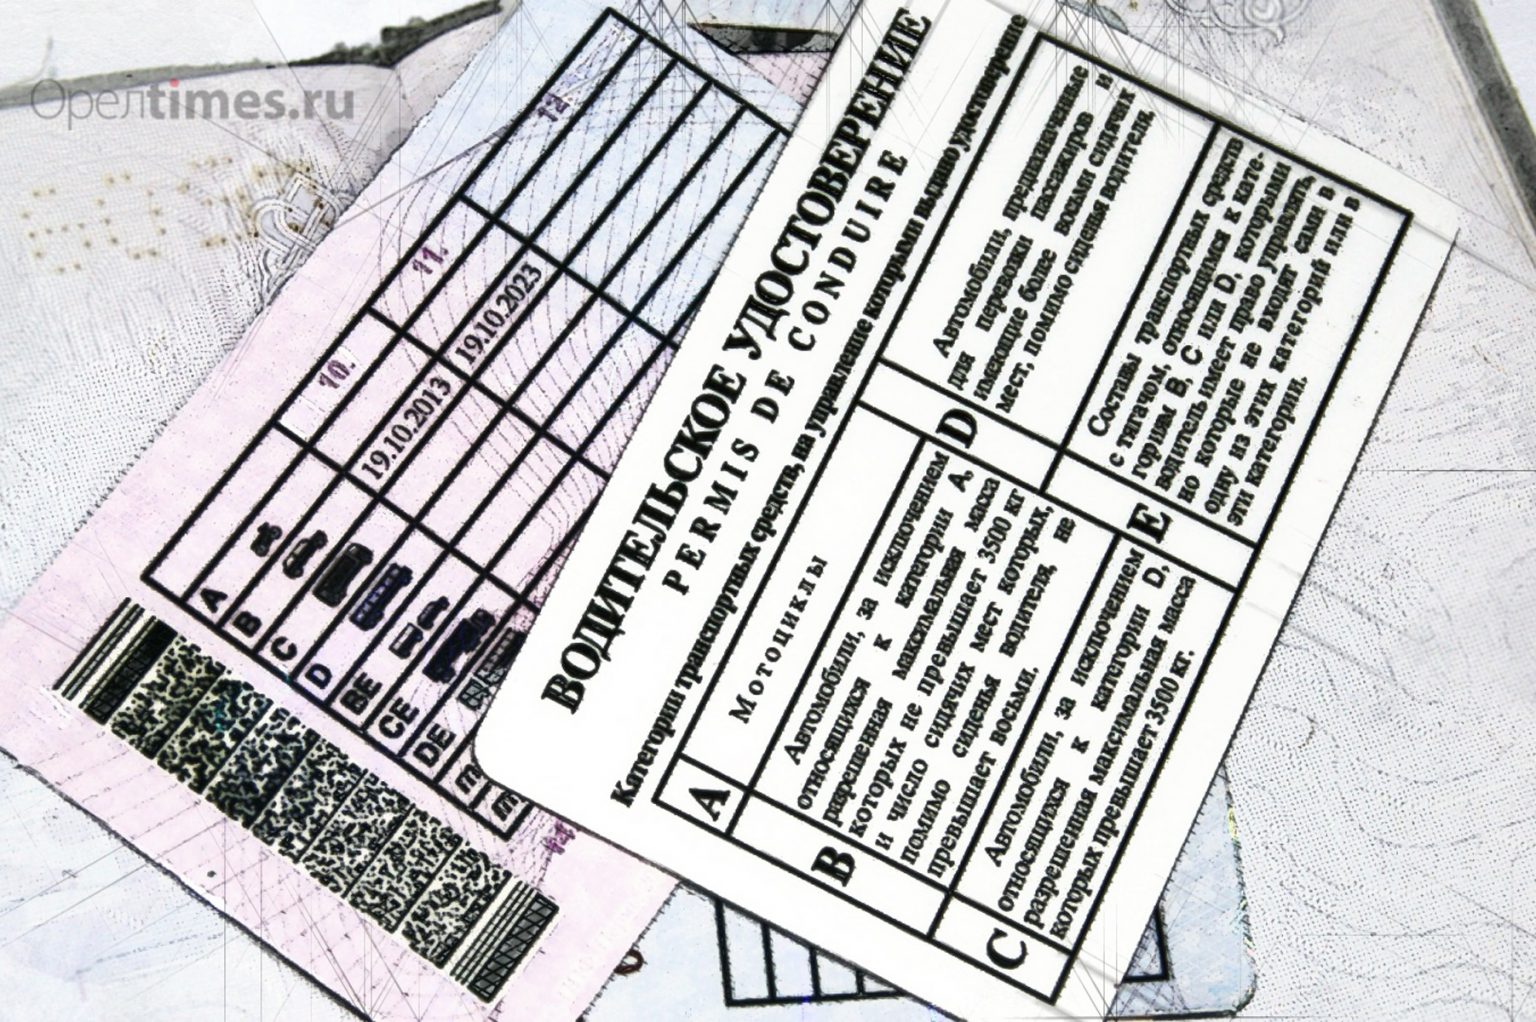 Орелtimes.ru
12
11.
10.
19.10.2013 19.10.2023
A
B
C
D
BE
CE
DE
ВОДИТЕЛЬСКОЕ УДОСТОВЕРЕНИЕ
PERMIS DE CONDUIRE
Категории транспортных средств, на управление которыми выдано удостоверение
A
Мотоциклы
B
Автомобили, за исключением
относящихся к категории A,
разрешенная максимальная масса
которых не превышает 3500 кг
и число сидячих мест которых,
помимо сиденья водителя, не
превышает восьми.
C
Автомобили, за исключением
относящихся к категории D,
разрешенная максимальная масса
которых превышает 3500 кг.
D
Автомобили, предназначенные
для перевозки пассажиров и
имеющие более восьми сидячих
мест, помимо сиденья водителя.
E
Составы транспортных средств
с тягачом, относящимся к кате-
гориям B, C или D, которыми
водитель имеет право управлять,
но которые не входят сами в
одну из этих категорий или в
эти категории.